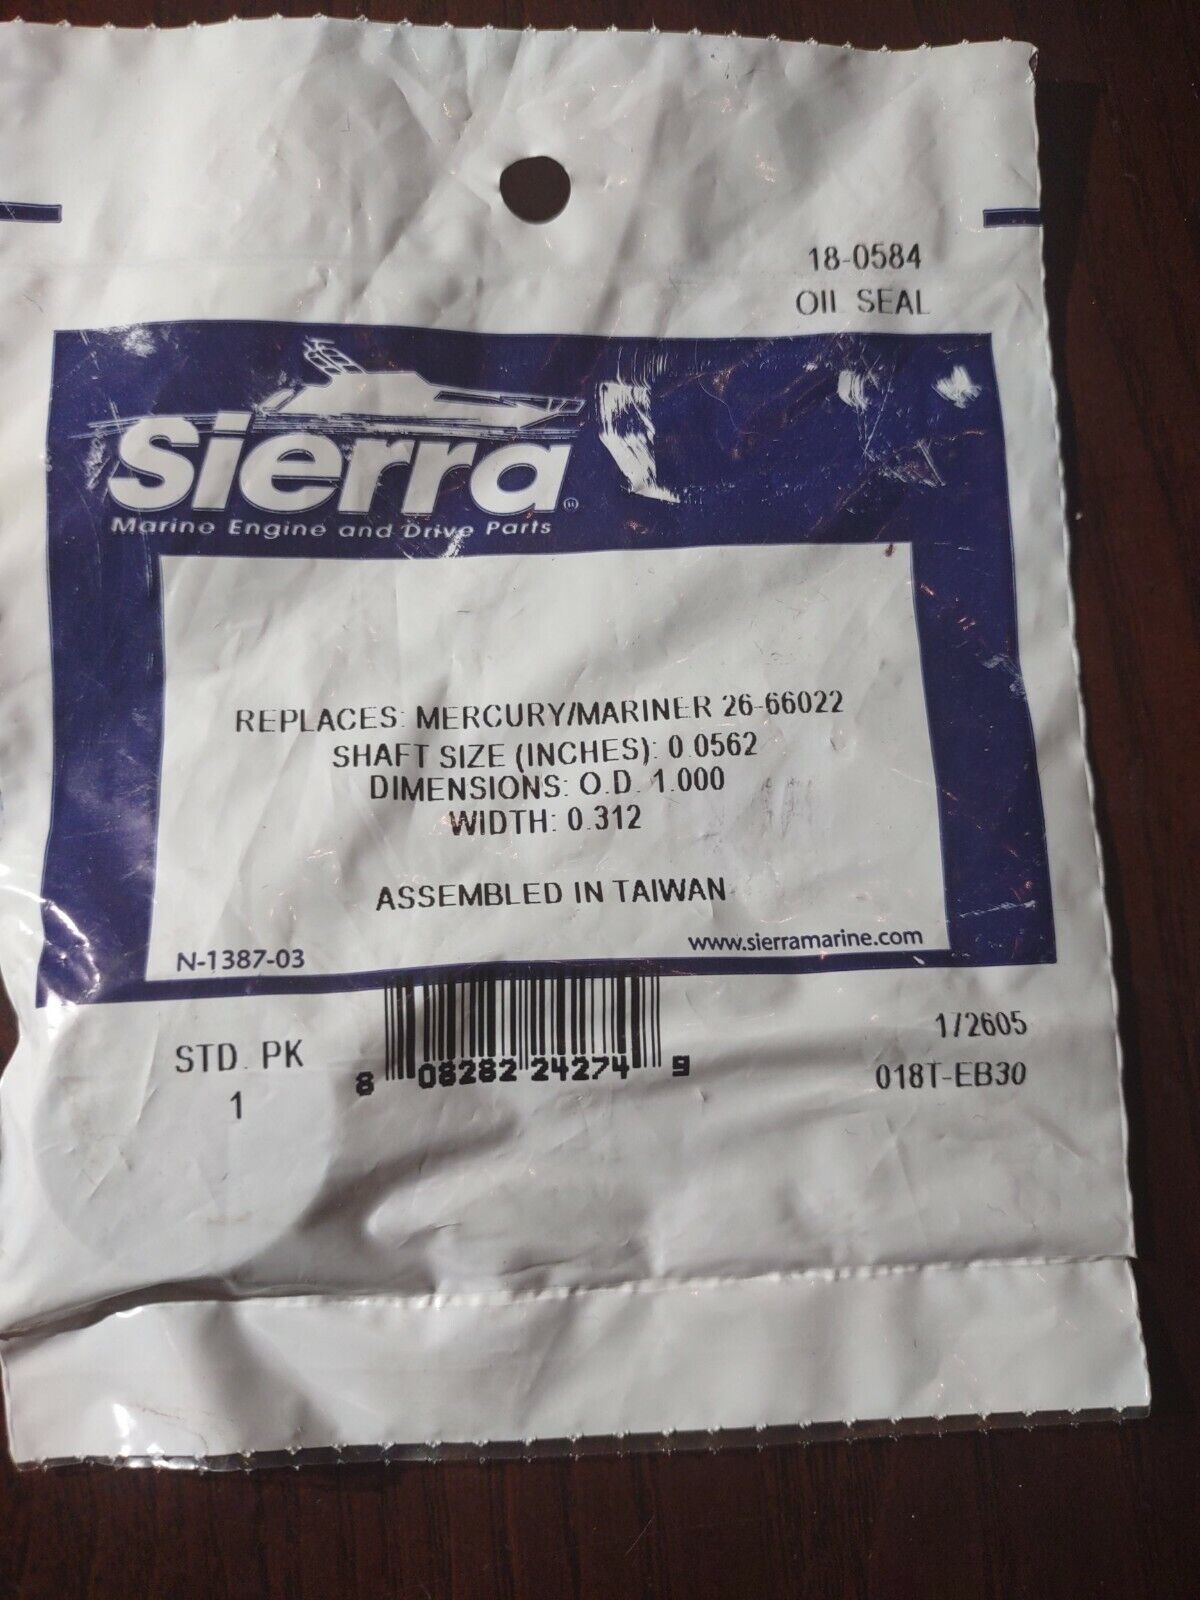 18-0584
OIL SEAL
Sierra®
Marine Engine and Drive Parts
REPLACES: MERCURY/MARINER 26-66022
SHAFT SIZE (INCHES): 0.0562
DIMENSIONS: O.D. 1.000
WIDTH: 0.312
ASSEMBLED IN TAIWAN
www.sierramarine.com
N-1387-03
STD. PK
1
8 08282 24274 9
1/2605
018T-EB30